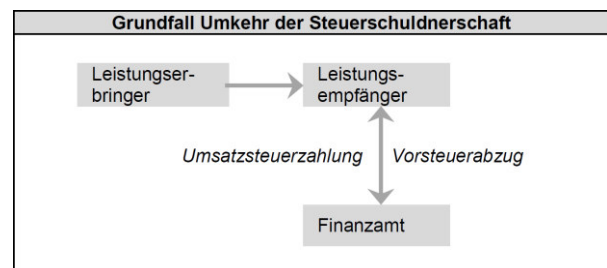 Grundfall Umkehr der Steuerschuldnerschaft
Leistungser-
bringer
Leistungs-
empfänger
Umsatzsteuerzahlung
Vorsteuerabzug
Finanzamt